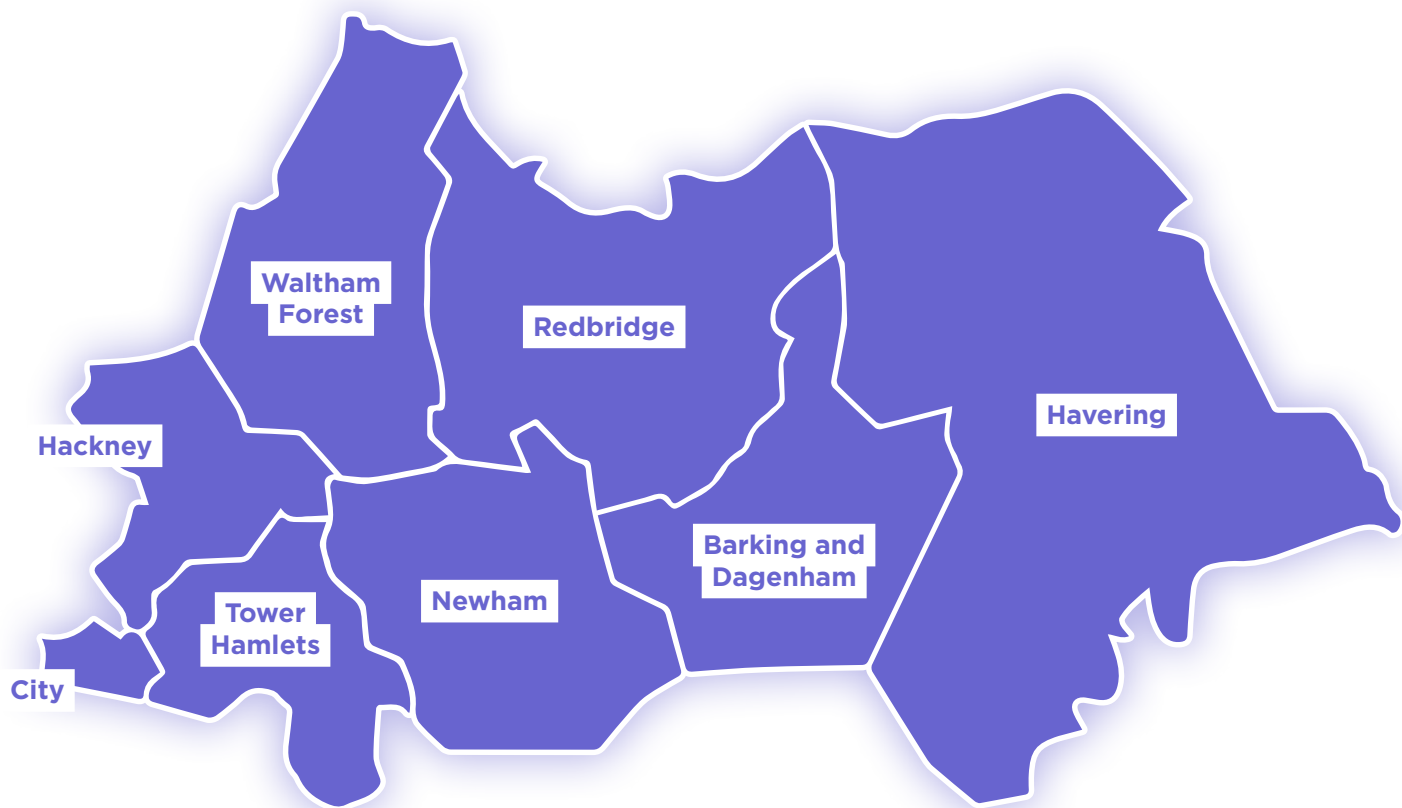 Waltham
Forest
Redbridge
Havering
Hackney
Barking and
Dagenham
Newham
Tower
Hamlets
City